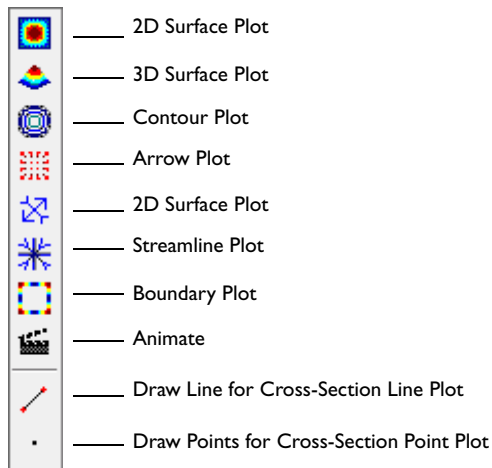 2D Surface Plot
3D Surface Plot
Contour Plot
Arrow Plot
2D Surface Plot
Streamline Plot
Boundary Plot
Animate
Draw Line for Cross-Section Line Plot
Draw Points for Cross-Section Point Plot